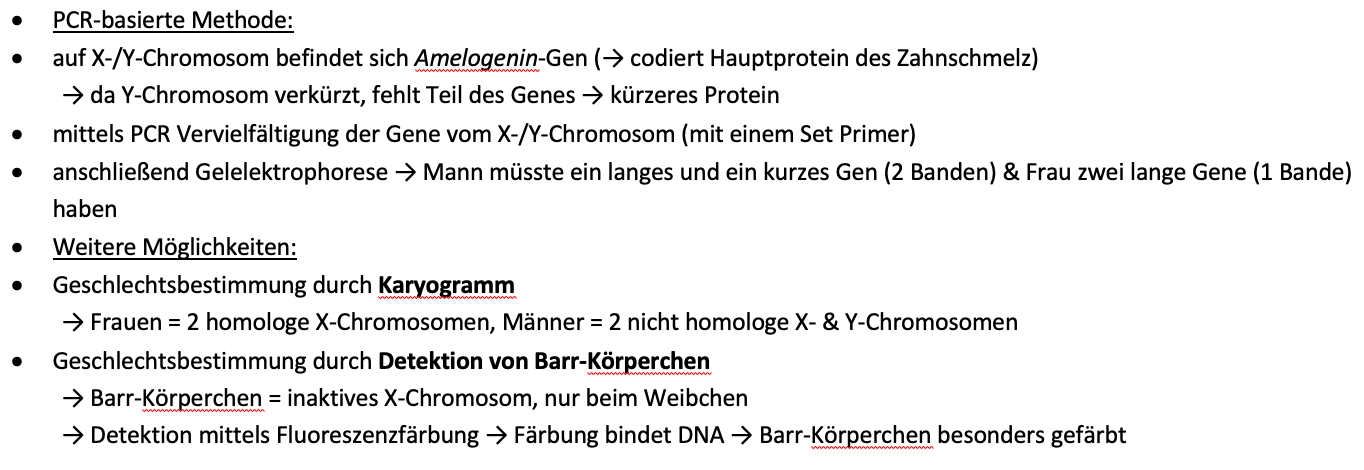 • PCR-basierte Methode:
• auf X-/Y-Chromosom befindet sich Amelogenin-Gen (→ codiert Hauptprotein des Zahnschmelz)
→ da Y-Chromosom verkürzt, fehlt Teil des Genes → kürzeres Protein
• mittels PCR Vervielfältigung der Gene vom X-/Y-Chromosom (mit einem Set Primer)
• anschließend Gelelektrophorese → Mann müsste ein langes und ein kurzes Gen (2 Banden) & Frau zwei lange Gene (1 Bande)
haben
• Weitere Möglichkeiten:
• Geschlechtsbestimmung durch Karyogramm
→ Frauen = 2 homologe X-Chromosomen, Männer = 2 nicht homologe X- & Y-Chromosomen
• Geschlechtsbestimmung durch Detektion von Barr-Körperchen
→ Barr-Körperchen = inaktives X-Chromosom, nur beim Weibchen
→ Detektion mittels Fluoreszenzfärbung → Färbung bindet DNA → Barr-Körperchen besonders gefärbt